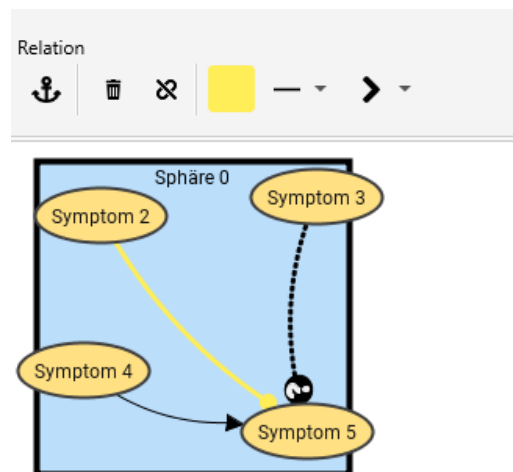 Relation
Sphäre 0
Symptom 2
Symptom 3
Symptom 4
Symptom 5